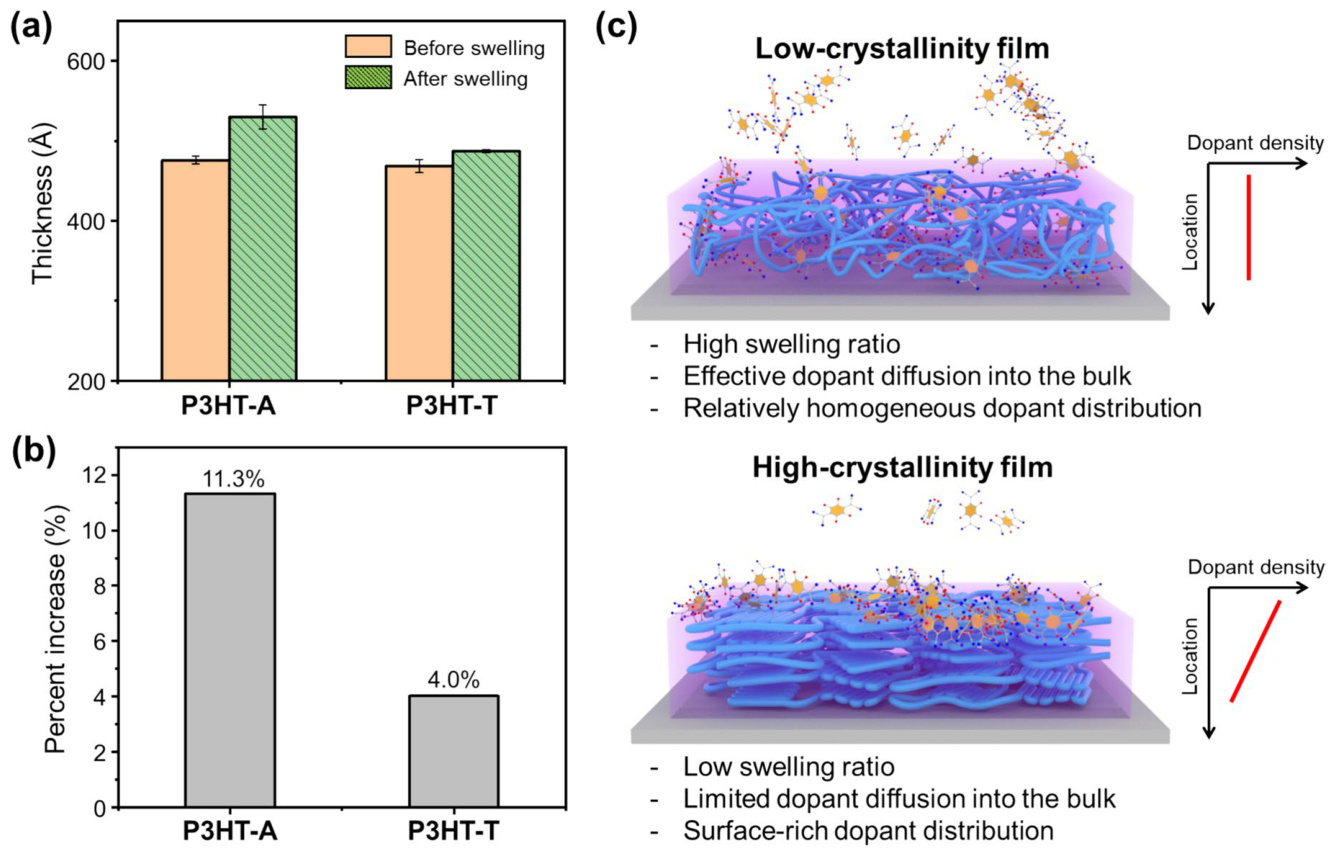 (a)
600
400
200
Thickness (Å)
Before swelling
After swelling
P3HT-A
P3HT-T
(b)
12
10
8
6
4
2
0
Percent increase (%)
11.3%
4.0%
P3HT-A
P3HT-T
(c)
Low-crystallinity film
Dopant density
Location
- High swelling ratio
- Effective dopant diffusion into the bulk
- Relatively homogeneous dopant distribution
High-crystallinity film
Dopant density
Location
- Low swelling ratio
- Limited dopant diffusion into the bulk
- Surface-rich dopant distribution